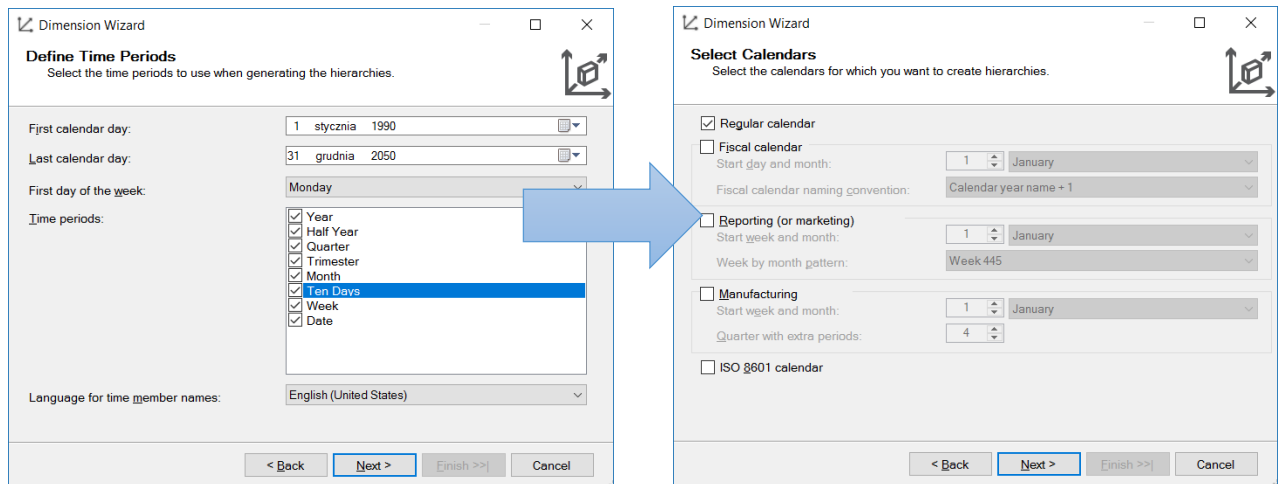 Dimension Wizard
Define Time Periods
Select the time periods to use when generating the hierarchies.
First calendar day:
1 stycznia 1990
Last calendar day:
31 grudnia 2050
First day of the week:
Monday
Time periods:
Year
Half Year
Quarter
Trimester
Month
Ten Days
Week
Date
Language for time member names:
English (United States)
< Back
Next >
Finish >>|
Cancel
Dimension Wizard
Select Calendars
Select the calendars for which you want to create hierarchies.
Regular calendar
Fiscal calendar
Start day and month:
1
January
Fiscal calendar naming convention:
Calendar year name + 1
Reporting (or marketing)
Start week and month:
1
January
Week by month pattern:
Week 445
Manufacturing
Start week and month:
1
January
Quarter with extra periods:
4
ISO 8601 calendar
< Back
Next >
Finish >>|
Cancel